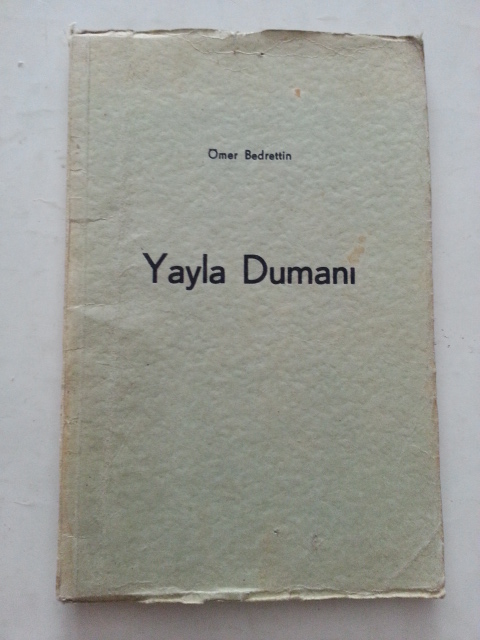 Ömer Bedrettin
Yayla Dumanı